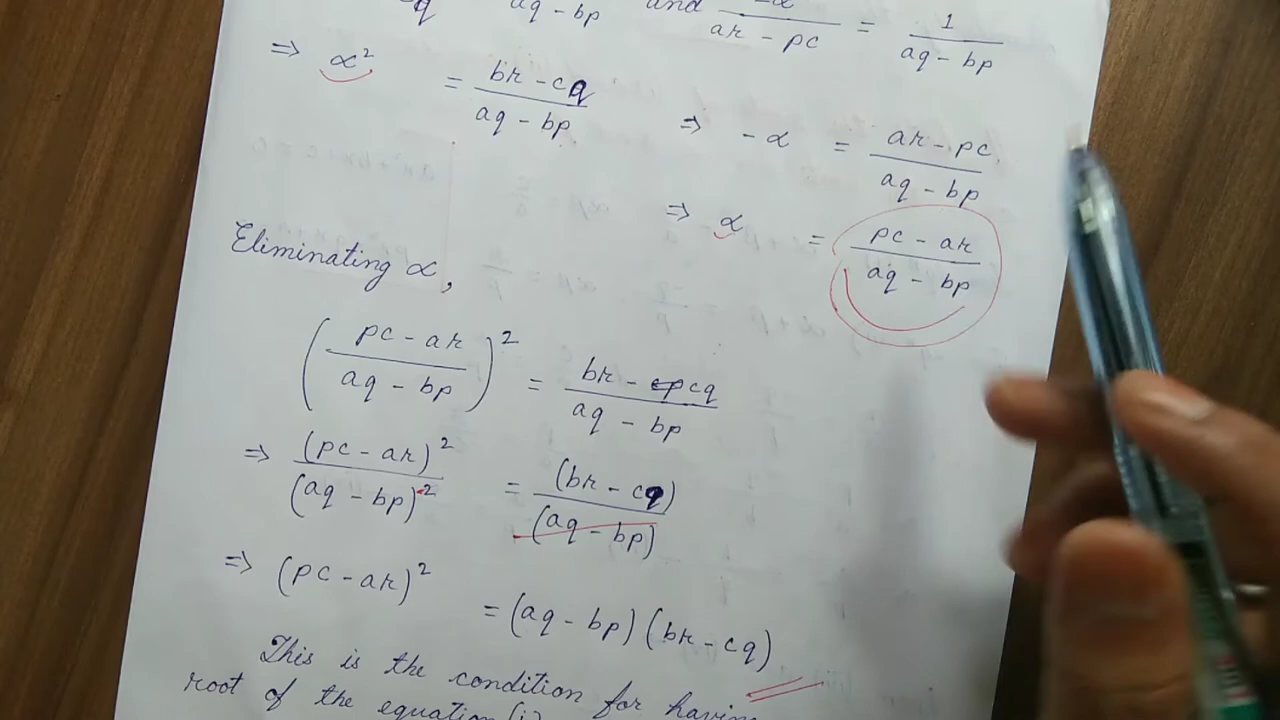 q aq - bp and -α/(ar - pc) = 1/(aq - bp)
⇒ α² = (br - cq)/(aq - bp)
⇒ -α = (ar - pc)/(aq - bp)
⇒ α = (pc - ar)/(aq - bp)
Eliminating α,
((pc - ar)/(aq - bp))² = (br - cq)/(aq - bp)
⇒ (pc - ar)²/(aq - bp)² = (br - cq)/(aq - bp)
⇒ (pc - ar)² = (aq - bp)(br - cq)
This is the condition for having
root of the equation (i)